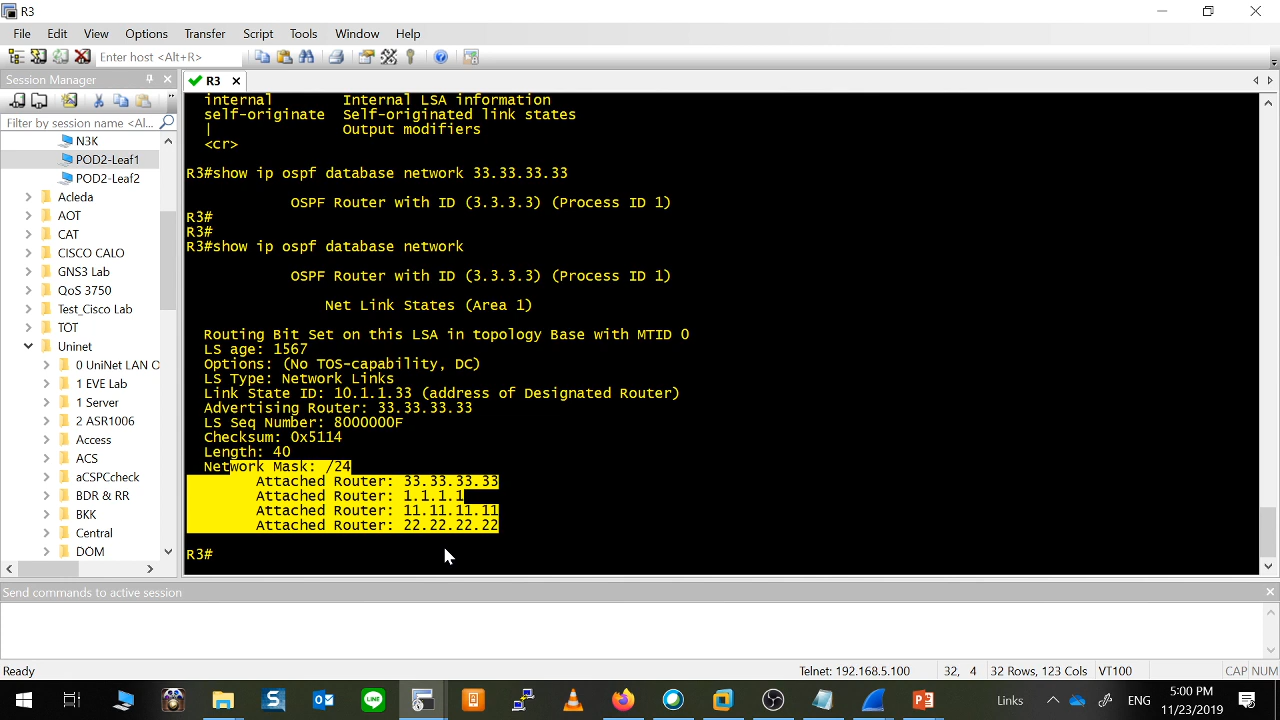 R3
File Edit View Options Transfer Script Tools Window Help
Enter host <Alt+R>
Session Manager
R3
Filter by session name <Al...
N3K
POD2-Leaf1
POD2-Leaf2
Acleda
AOT
CAT
CISCO CALO
GNS3 Lab
QoS 3750
Test_Cisco Lab
TOT
Uninet
0 UniNet LAN O
1 EVE Lab
1 Server
2 ASR1006
Access
ACS
aCSPCcheck
BDR & RR
BKK
Central
DOM
internal Internal LSA information
self-originate Self-originated link states
| Output modifiers
<cr>
R3#show ip ospf database network 33.33.33.33
OSPF Router with ID (3.3.3.3) (Process ID 1)
R3#
R3#
R3#show ip ospf database network
OSPF Router with ID (3.3.3.3) (Process ID 1)
Net Link States (Area 1)
Routing Bit Set on this LSA in topology Base with MTID 0
LS age: 1567
Options: (No TOS-capability, DC)
LS Type: Network Links
Link State ID: 10.1.1.33 (address of Designated Router)
Advertising Router: 33.33.33.33
LS Seq Number: 8000000F
Checksum: 0x5114
Length: 40
Network Mask: /24
Attached Router: 33.33.33.33
Attached Router: 1.1.1.1
Attached Router: 11.11.11.11
Attached Router: 22.22.22.22
R3#
Send commands to active session
Ready Telnet: 192.168.5.100 32, 4 32 Rows, 123 Cols VT100 CAP NUM
Links ENG 5:00 PM
11/23/2019